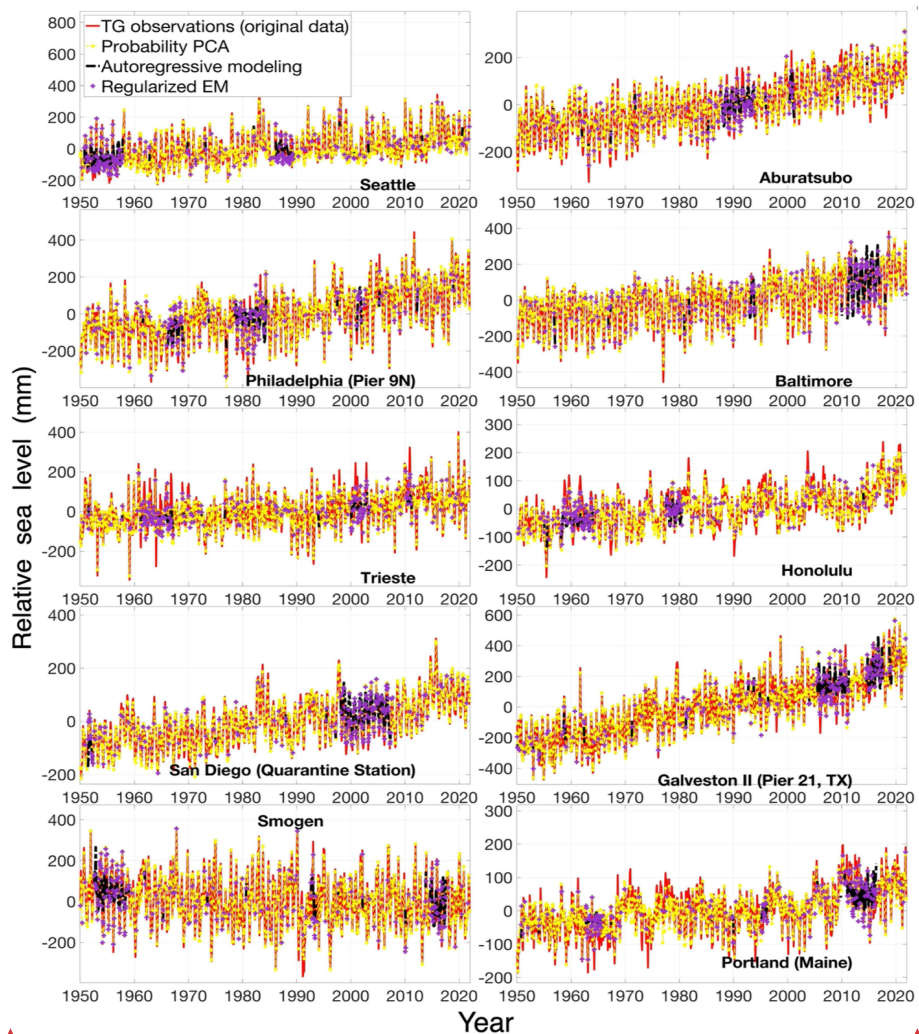 TG observations (original data)
Probability PCA
Autoregressive modeling
Regularized EM
800
600
400
200
0
-200
Seattle
1950 1960 1970 1980 1990 2000 2010 2020
200
0
-200
Aburatsubo
1950 1960 1970 1980 1990 2000 2010 2020
400
200
0
-200
Philadelphia (Pier 9N)
1950 1960 1970 1980 1990 2000 2010 2020
400
200
0
-200
-400
Baltimore
1950 1960 1970 1980 1990 2000 2010 2020
Relative sea level (mm)
400
200
0
-200
Trieste
1950 1960 1970 1980 1990 2000 2010 2020
300
200
100
0
-100
-200
Honolulu
1950 1960 1970 1980 1990 2000 2010 2020
400
200
0
-200
San Diego (Quarantine Station)
1950 1960 1970 1980 1990 2000 2010 2020
600
400
200
0
-200
-400
Galveston II (Pier 21, TX)
1950 1960 1970 1980 1990 2000 2010 2020
Smogen
400
200
0
-200
1950 1960 1970 1980 1990 2000 2010 2020
300
200
100
0
-100
200
Portland (Maine)
1950 1960 1970 1980 1990 2000 2010 2020
Year